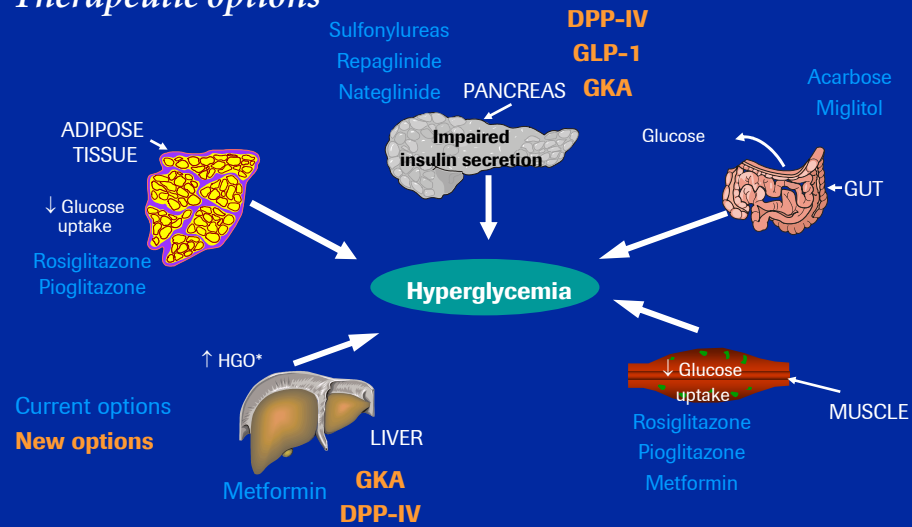 Therapeutic options
Sulfonylureas
Repaglinide
Nateglinide
DPP-IV
GLP-1
GKA
PANCREAS
Impaired
insulin secretion
Acarbose
Miglitol
Glucose
GUT
ADIPOSE
TISSUE
↓ Glucose
uptake
Rosiglitazone
Pioglitazone
Hyperglycemia
↑ HGO*
LIVER
Metformin
GKA
DPP-IV
Current options
New options
↓ Glucose
uptake
MUSCLE
Rosiglitazone
Pioglitazone
Metformin